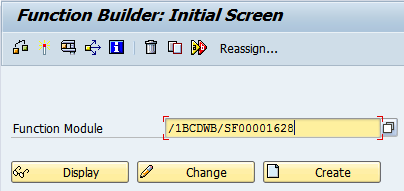 Function Builder: Initial Screen
Reassign...
Function Module /1BCDWB/SF00001628
Display Change Create